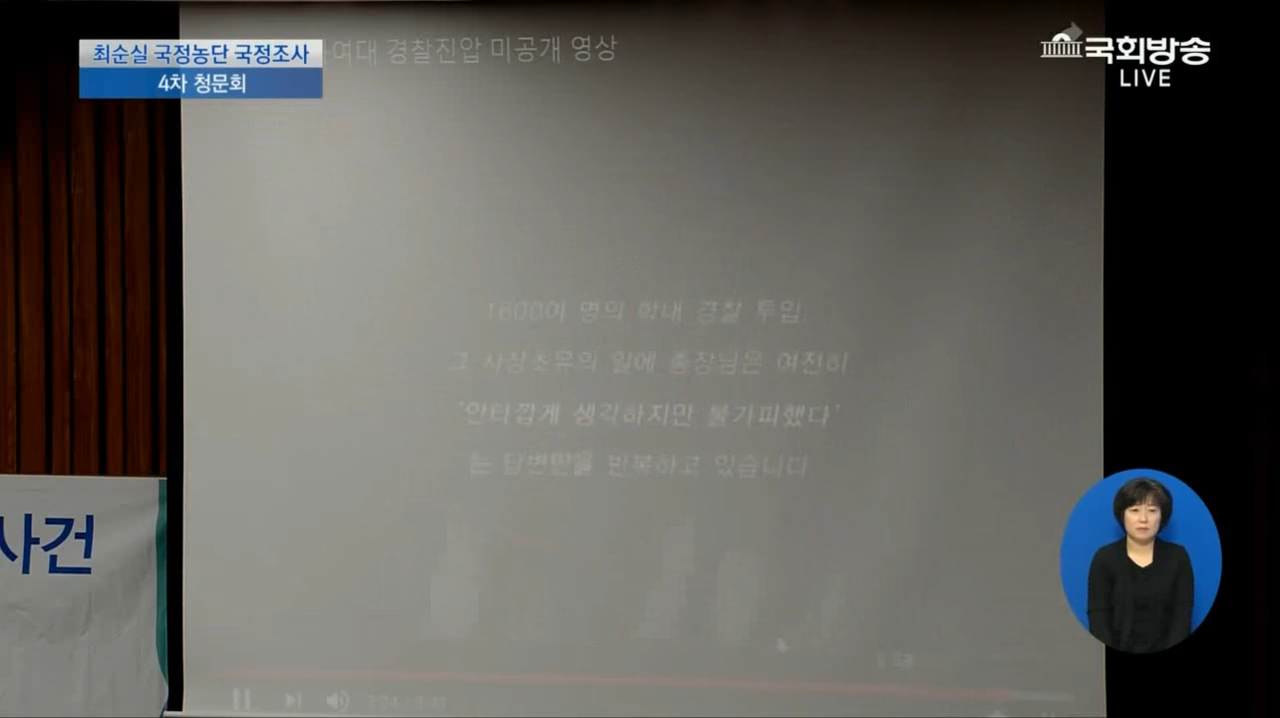 최순실 국정농단 국정조사
4차 청문회
여대 경찰진압 미공개 영상
국회방송
LIVE
1600여 명의 학내 경찰 투입.
그 사상초유의 일에 총장님은 여전히
'안타깝게 생각하지만 불가피했다'
는 답변만을 반복하고 있습니다
사건